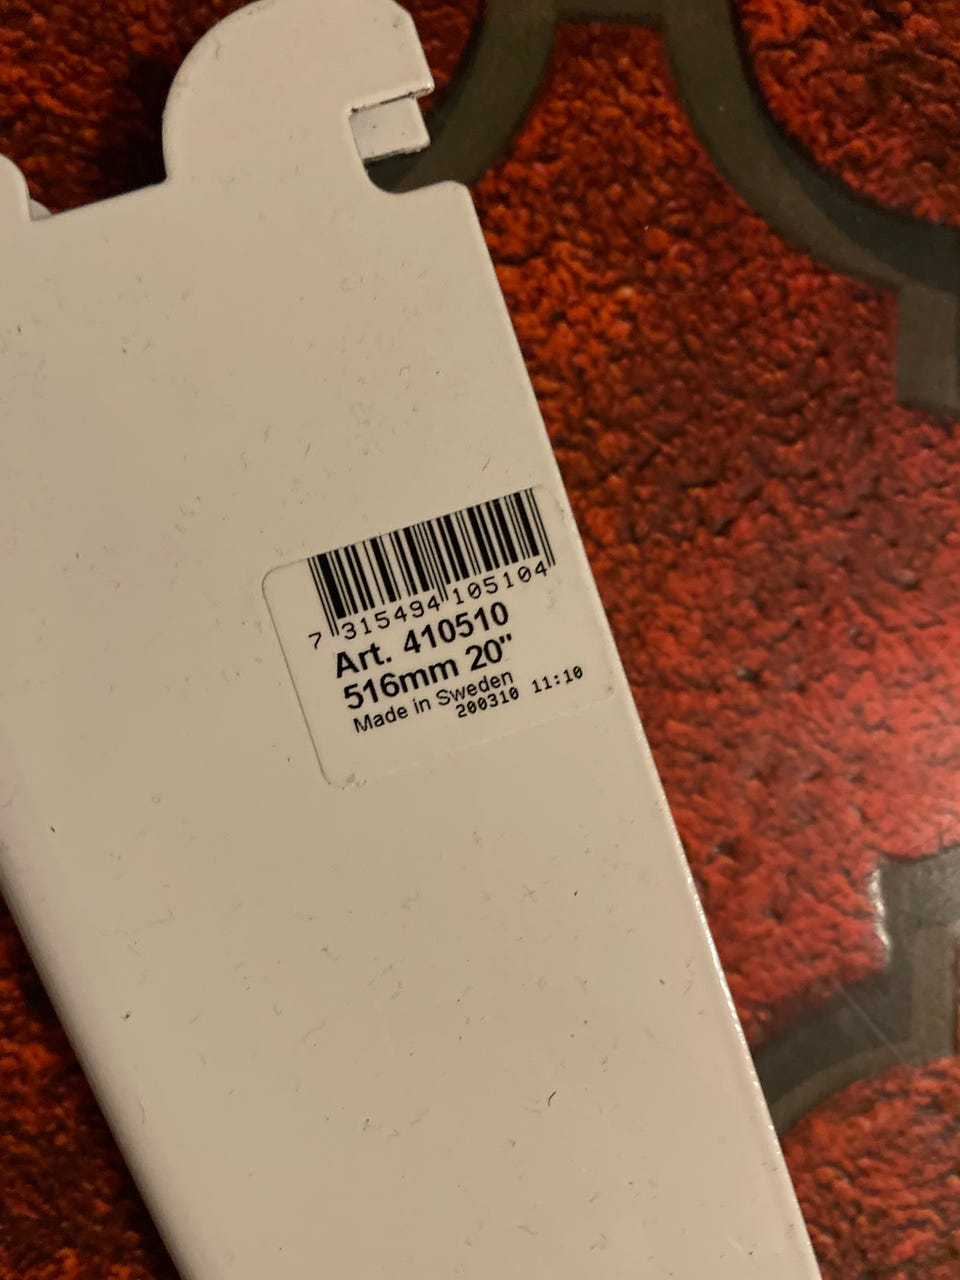 7 315494 105104
Art. 410510
516mm 20"
Made in Sweden
200310 11:10